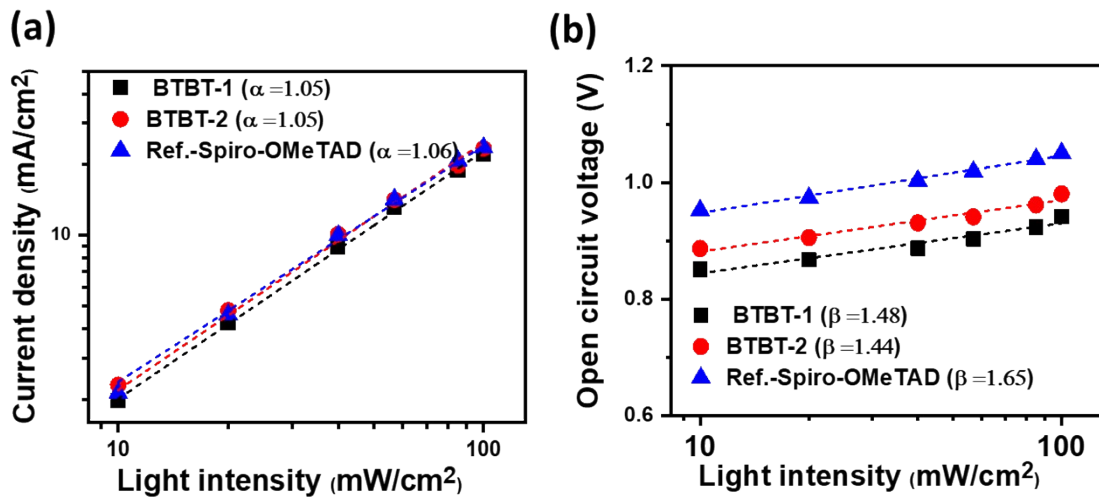 (a)
Current density (mA/cm2)
BTBT-1 (α =1.05)
BTBT-2 (α =1.05)
Ref.-Spiro-OMeTAD (α =1.06)
10
10
100
Light intensity (mW/cm2)
(b)
Open circuit voltage (V)
1.2
1.0
0.8
0.6
BTBT-1 (β =1.48)
BTBT-2 (β =1.44)
Ref.-Spiro-OMeTAD (β =1.65)
10
100
Light intensity (mW/cm2)